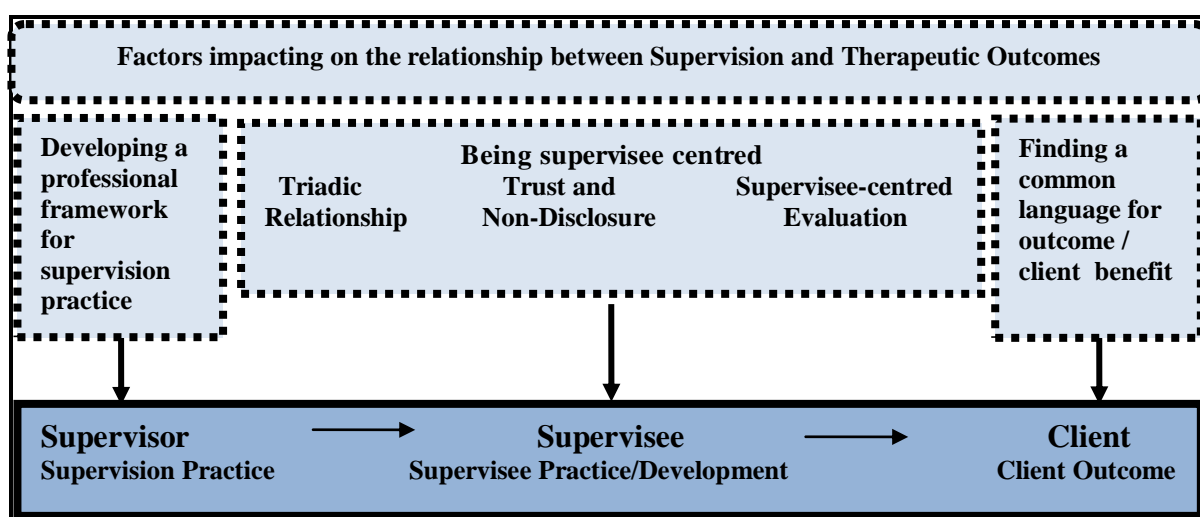 Factors impacting on the relationship between Supervision and Therapeutic Outcomes
Developing a
professional
framework
for
supervision
practice
Being supervisee centred
Triadic
Relationship
Trust and
Non-Disclosure
Supervisee-centred
Evaluation
Finding a
common
language for
outcome /
client benefit
Supervisor
Supervision Practice
Supervisee
Supervisee Practice/Development
Client
Client Outcome